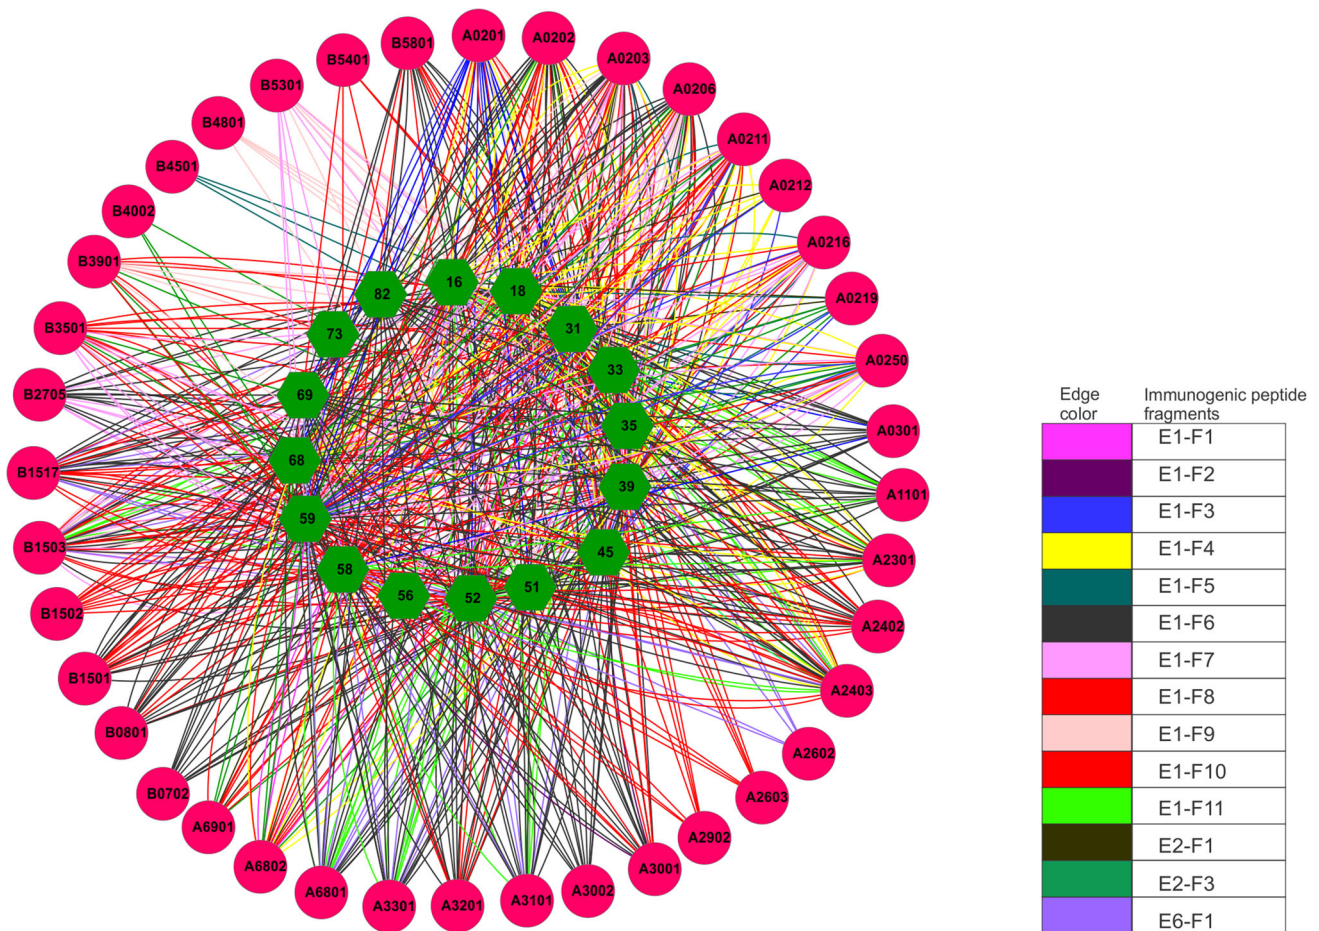 A0201
A0202
A0203
A0206
A0211
A0212
A0216
A0219
A0250
A0301
A1101
A2301
A2402
A2403
A2602
A2603
A2902
A3001
A3002
A3101
A3201
A3301
A6801
A6802
A6901
B0702
B0801
B1501
B1502
B1503
B1517
B2705
B3501
B3901
B4002
B4501
B4801
B5301
B5401
B5801
16
18
31
33
35
39
45
51
52
56
58
59
68
69
73
82
Edge color
Immunogenic peptide fragments
E1-F1
E1-F2
E1-F3
E1-F4
E1-F5
E1-F6
E1-F7
E1-F8
E1-F9
E1-F10
E1-F11
E2-F1
E2-F3
E6-F1